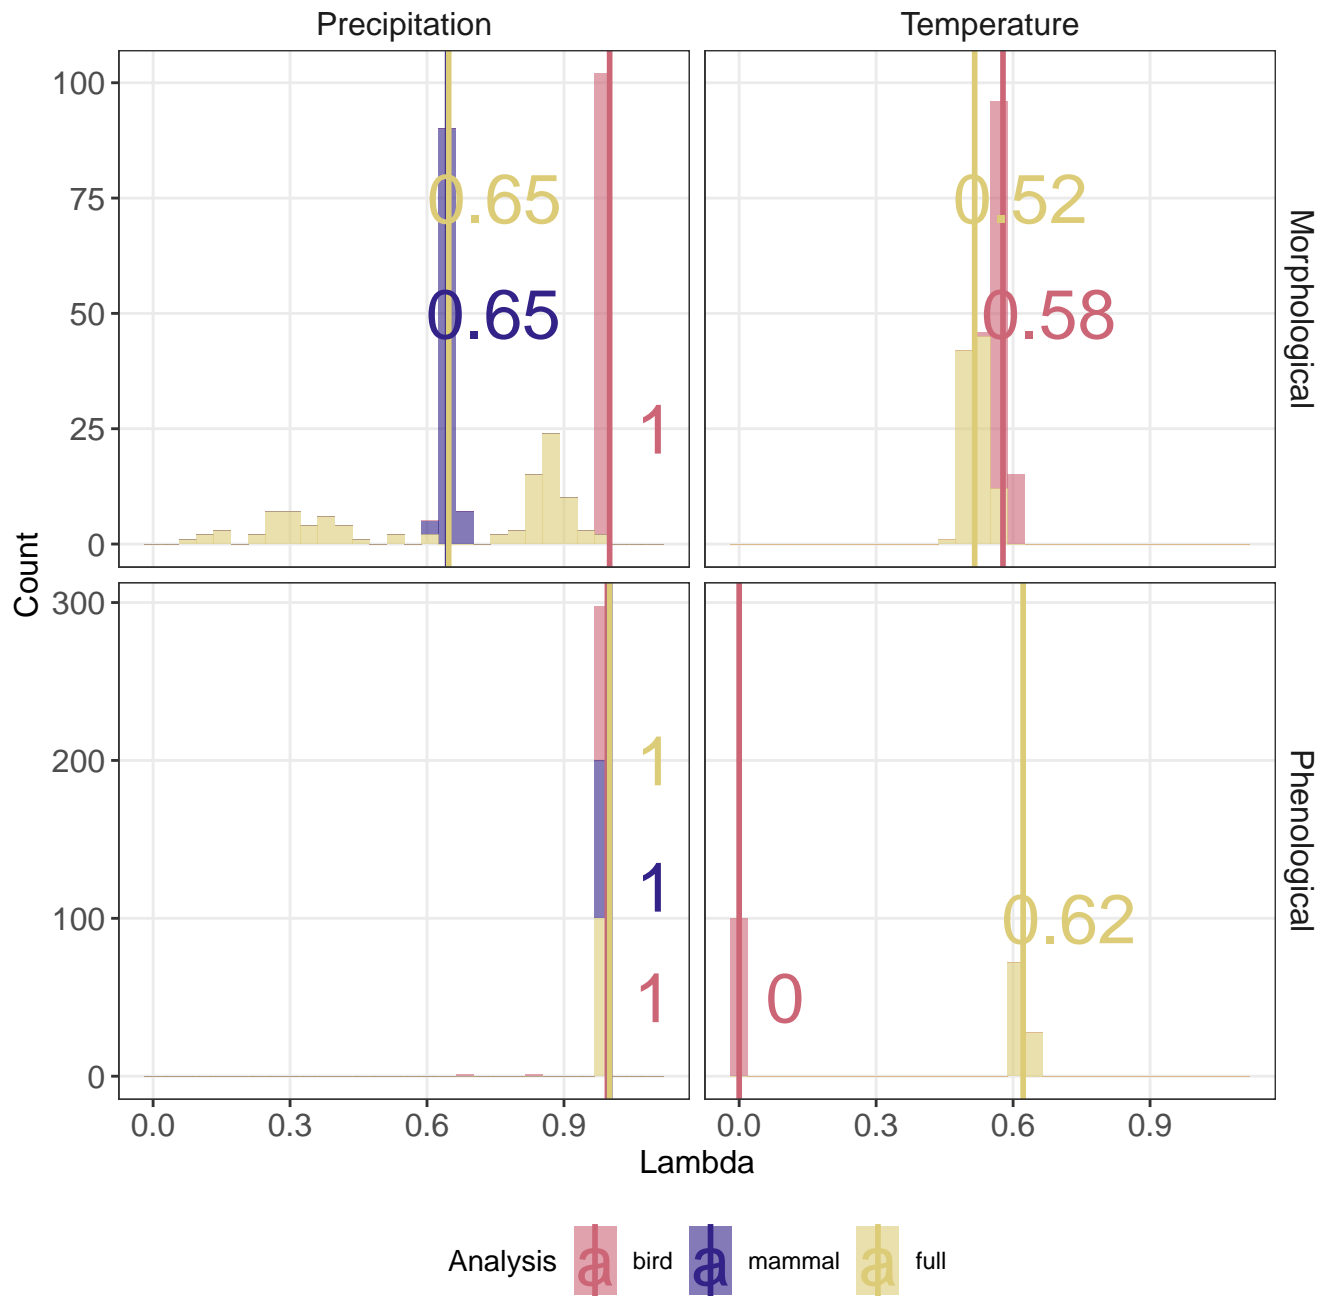 Precipitation
Temperature
Count
100
75
50
25
0
0.65
0.65
1
0.52
0.58
Morphological
300
200
100
0
1
1
1
0.62
0
Phenological
0.0 0.3 0.6 0.9
0.0 0.3 0.6 0.9
Lambda
Analysis a bird a mammal a full